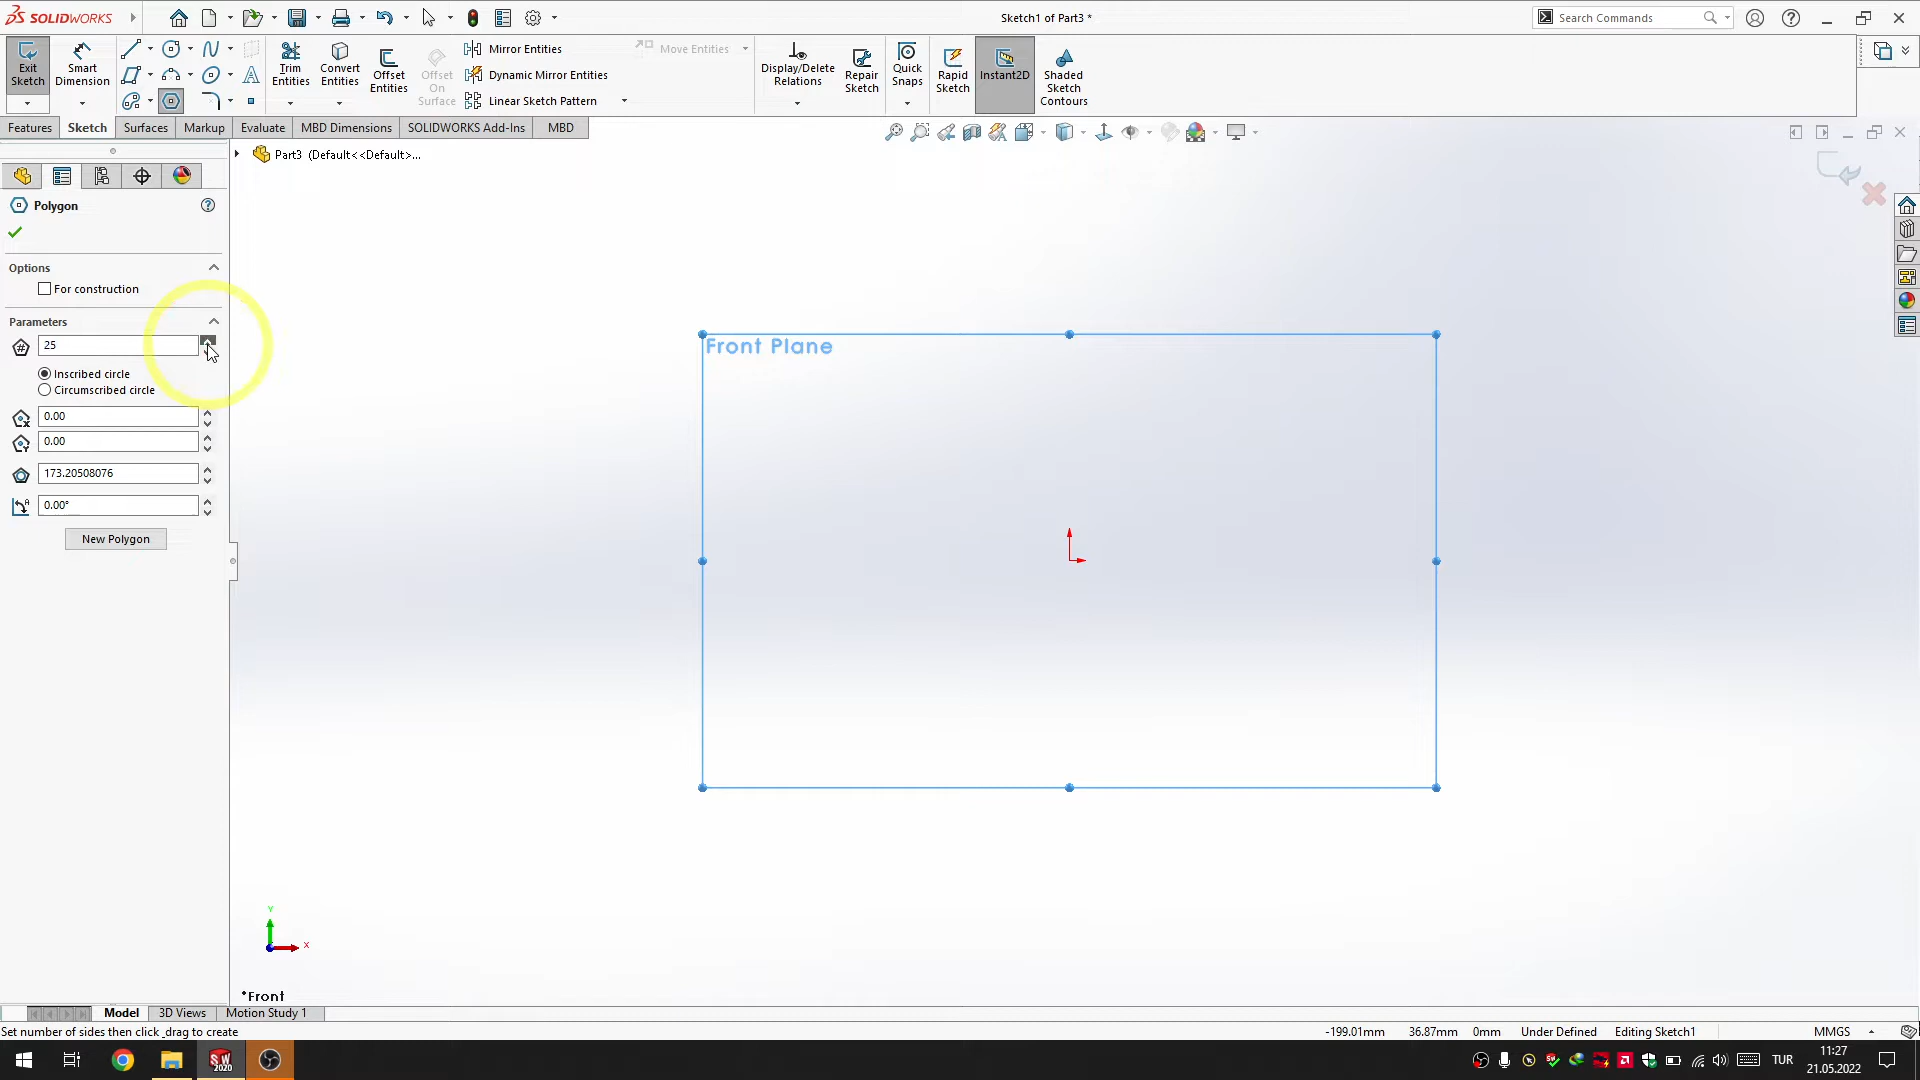 SOLIDWORKS
Sketch1 of Part3 *
Search Commands
Exit
Sketch
Smart
Dimension
Trim
Entities
Convert
Entities
Offset
Entities
Offset
On
Surface
Mirror Entities
Dynamic Mirror Entities
Linear Sketch Pattern
Move Entities
Display/Delete
Relations
Repair
Sketch
Quick
Snaps
Rapid
Sketch
Instant2D
Shaded
Sketch
Contours
Features
Sketch
Surfaces
Markup
Evaluate
MBD Dimensions
SOLIDWORKS Add-Ins
MBD
Part3 (Default<<Default>...
Polygon
Options
For construction
Parameters
25
Inscribed circle
Circumscribed circle
0.00
0.00
173.20508076
0.00°
New Polygon
Front Plane
Y
X
*Front
Model
3D Views
Motion Study 1
Set number of sides then click_drag to create
-199.01mm
36.87mm
0mm
Under Defined
Editing Sketch1
MMGS
SW
2020
TUR
11:27
21.05.2022